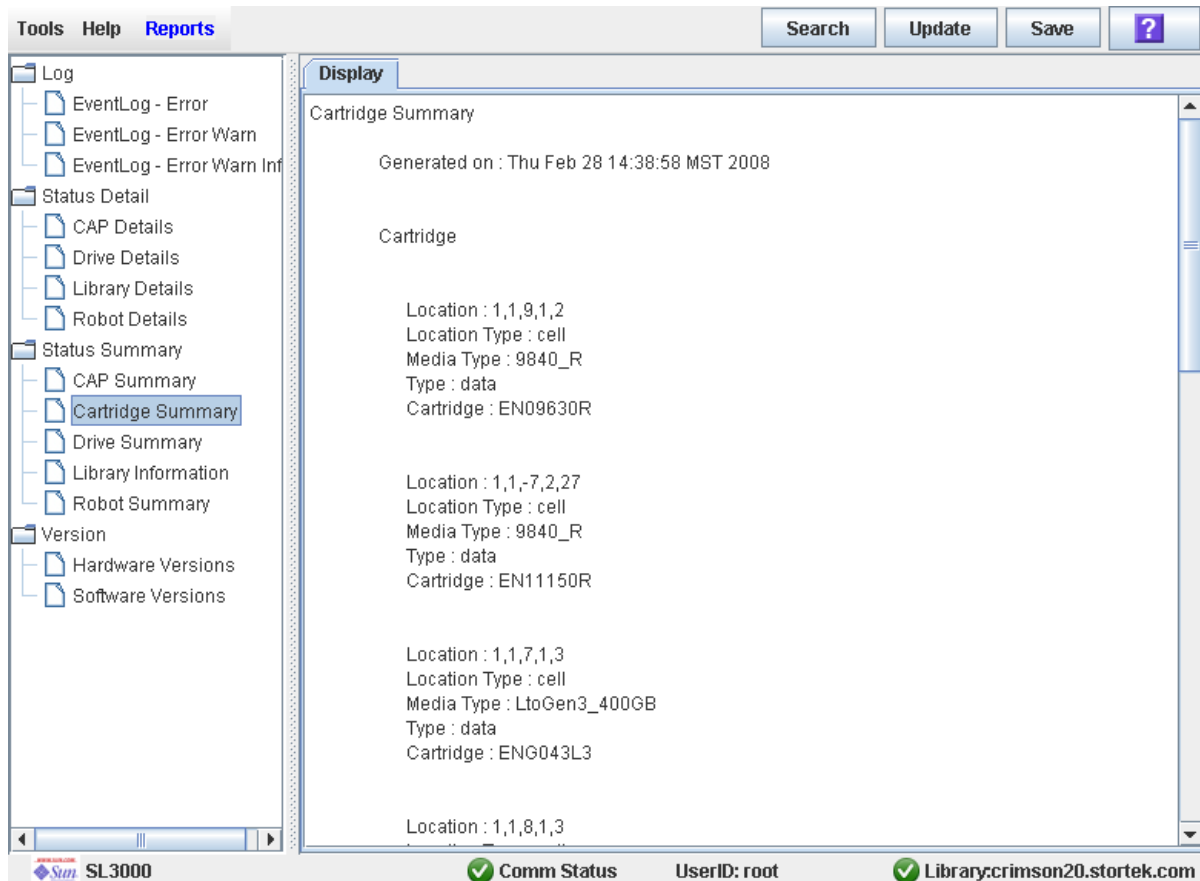 Tools Help Reports
Search Update Save ?
Log
EventLog - Error
EventLog - Error Warn
EventLog - Error Warn Inf
Status Detail
CAP Details
Drive Details
Library Details
Robot Details
Status Summary
CAP Summary
Cartridge Summary
Drive Summary
Library Information
Robot Summary
Version
Hardware Versions
Software Versions
Display
Cartridge Summary
Generated on : Thu Feb 28 14:38:58 MST 2008
Cartridge
Location : 1,1,9,1,2
Location Type : cell
Media Type : 9840_R
Type : data
Cartridge : EN09630R
Location : 1,1,-7,2,27
Location Type : cell
Media Type : 9840_R
Type : data
Cartridge : EN11150R
Location : 1,1,7,1,3
Location Type : cell
Media Type : LtoGen3_400GB
Type : data
Cartridge : ENG043L3
Location : 1,1,8,1,3
Sun SL3000 Comm Status UserID: root Library:crimson20.stortek.com